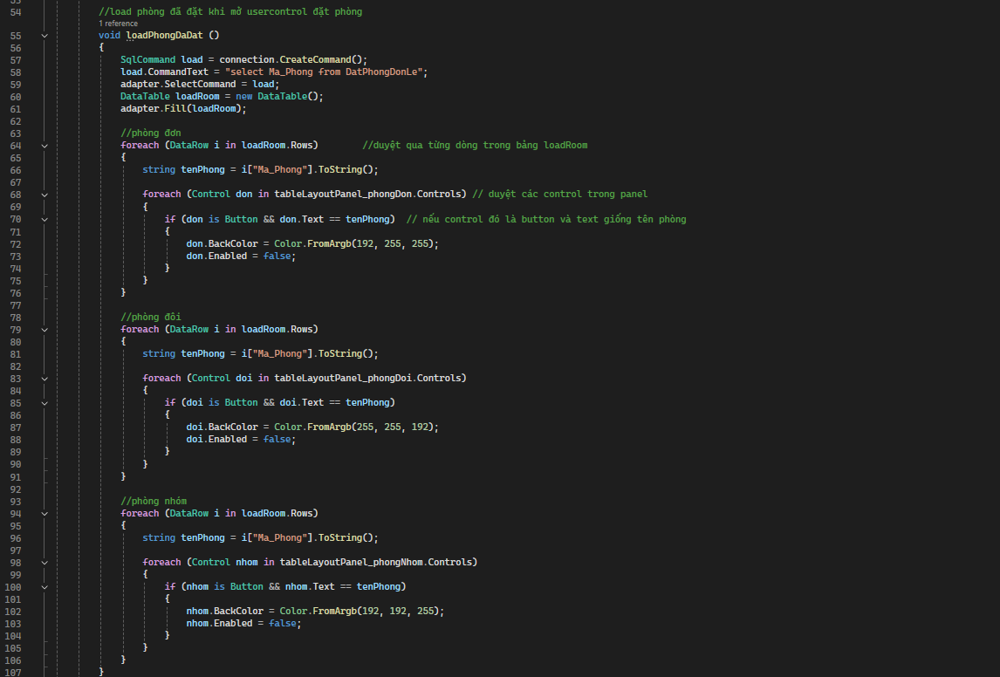 54 //load phòng đã đặt khi mở usercontrol đặt phòng
1 reference
55 void loadPhongDaDat ()
56 {
57 SqlCommand load = connection.CreateCommand();
58 load.CommandText = "select Ma_Phong from DatPhongDonLe";
59 adapter.SelectCommand = load;
60 DataTable loadRoom = new DataTable();
61 adapter.Fill(loadRoom);
62
63 //phòng đơn
64 foreach (DataRow i in loadRoom.Rows) //duyệt qua từng dòng trong bảng loadRoom
65 {
66 string tenPhong = i["Ma_Phong"].ToString();
67
68 foreach (Control don in tableLayoutPanel_phongDon.Controls) // duyệt các control trong panel
69 {
70 if (don is Button && don.Text == tenPhong) // nếu control đó là button và text giống tên phòng
71 {
72 don.BackColor = Color.FromArgb(192, 255, 255);
73 don.Enabled = false;
74 }
75 }
76 }
77
78 //phòng đôi
79 foreach (DataRow i in loadRoom.Rows)
80 {
81 string tenPhong = i["Ma_Phong"].ToString();
82
83 foreach (Control doi in tableLayoutPanel_phongDoi.Controls)
84 {
85 if (doi is Button && doi.Text == tenPhong)
86 {
87 doi.BackColor = Color.FromArgb(255, 255, 192);
88 doi.Enabled = false;
89 }
90 }
91 }
92
93 //phòng nhóm
94 foreach (DataRow i in loadRoom.Rows)
95 {
96 string tenPhong = i["Ma_Phong"].ToString();
97
98 foreach (Control nhom in tableLayoutPanel_phongNhom.Controls)
99 {
100 if (nhom is Button && nhom.Text == tenPhong)
101 {
102 nhom.BackColor = Color.FromArgb(192, 192, 255);
103 nhom.Enabled = false;
104 }
105 }
106 }
107 }